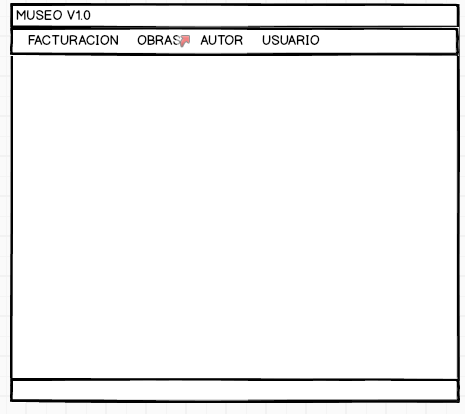 MUSEO V1.0
FACTURACION OBRAS AUTOR USUARIO